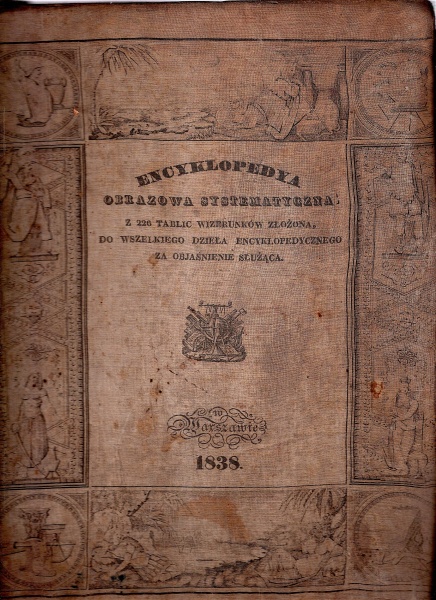 ENCYKLOPEDYA
OBRAZOWA SYSTEMATYCZNA,
Z 226 TABLIC WIZERUNKÓW ZŁOŻONA,
DO WSZELKIEGO DZIEŁA ENCYKLOPEDYCZNEGO
ZA OBJAŚNIENIE SŁUŻĄCA.
w
Warszawie
1838.